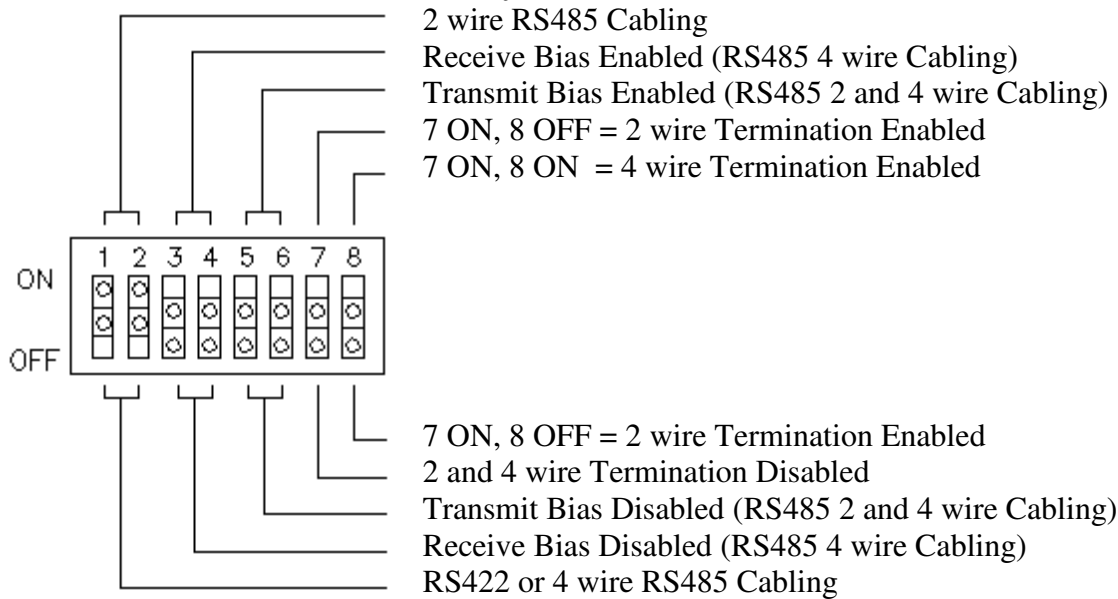 2 wire RS485 Cabling
Receive Bias Enabled (RS485 4 wire Cabling)
Transmit Bias Enabled (RS485 2 and 4 wire Cabling)
7 ON, 8 OFF = 2 wire Termination Enabled
7 ON, 8 ON = 4 wire Termination Enabled
1 2 3 4 5 6 7 8
ON
OFF
7 ON, 8 OFF = 2 wire Termination Enabled
2 and 4 wire Termination Disabled
Transmit Bias Disabled (RS485 2 and 4 wire Cabling)
Receive Bias Disabled (RS485 4 wire Cabling)
RS422 or 4 wire RS485 Cabling